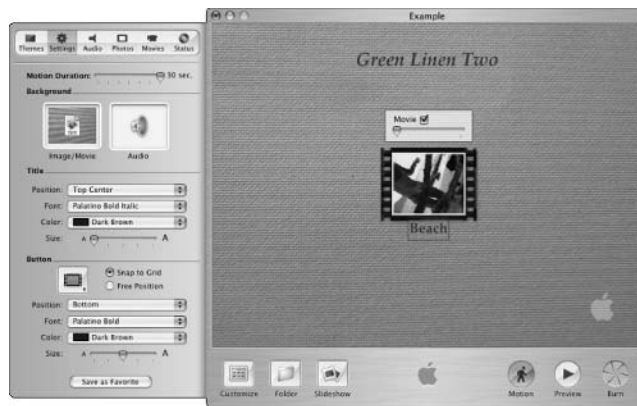 Example
Themes Settings Audio Photos Movies Status
Motion Duration: 30 sec.
Background
Image/Movie Audio
Title
Position: Top Center
Font: Palatino Bold Italic
Color: Dark Brown
Size: A A
Button
Snap to Grid
Free Position
Position: Bottom
Font: Palatino Bold
Color: Dark Brown
Size: A A
Save as Favorite
Green Linen Two
Movie
Beach
Customize Folder Slideshow Motion Preview Burn